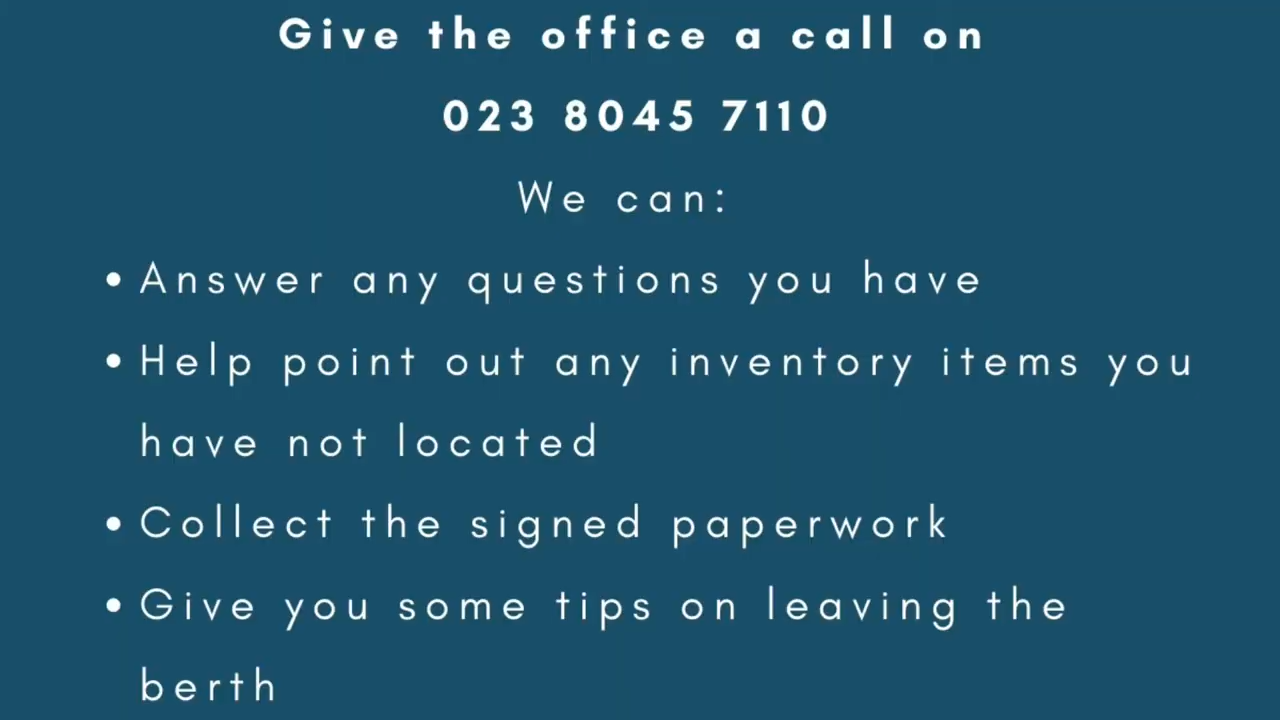 Give the office a call on
023 8045 7110
We can:
• Answer any questions you have
• Help point out any inventory items you
have not located
• Collect the signed paperwork
• Give you some tips on leaving the
berth